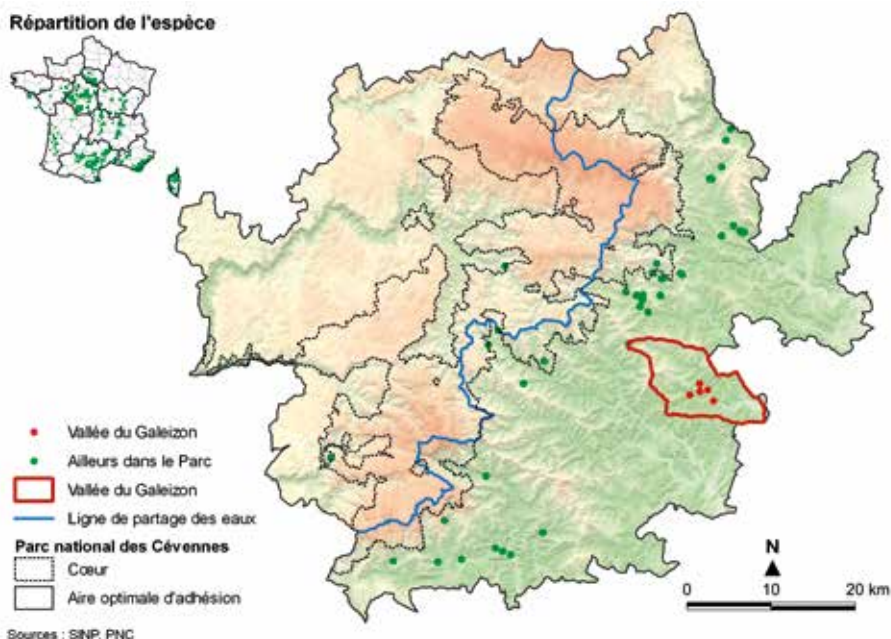 Répartition de l'espèce
Vallée du Galeizon
Ailleurs dans le Parc
Vallée du Galeizon
Ligne de partage des eaux
Parc national des Cévennes
Cœur
Aire optimale d'adhésion
N
0 10 20 km
Sources : SINP, PNC